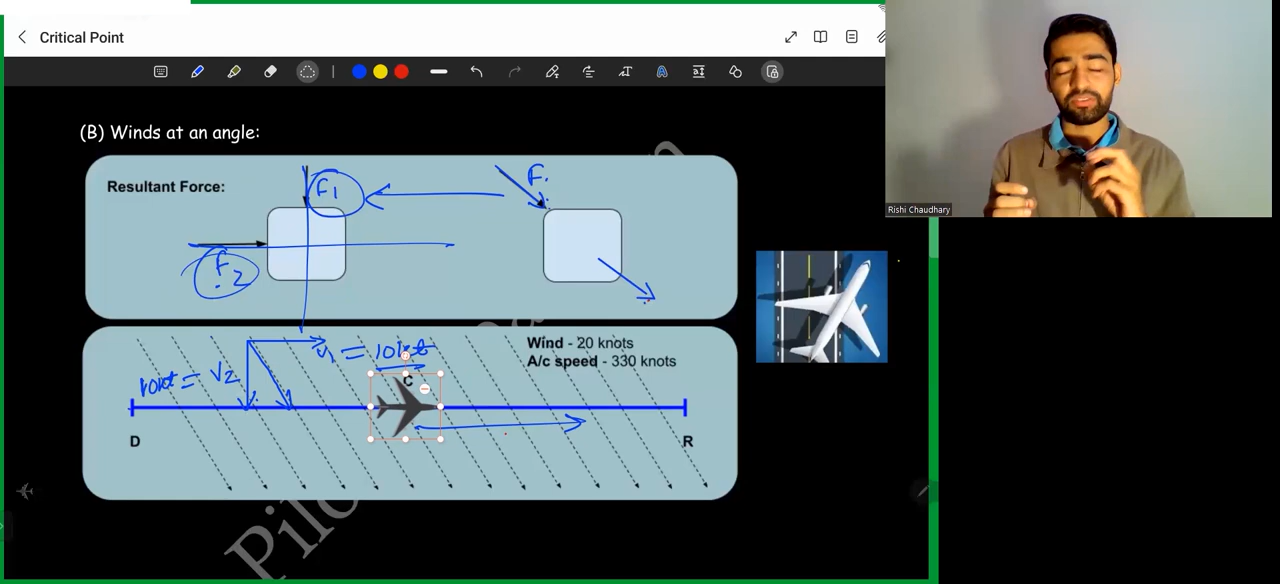 Critical Point
(B) Winds at an angle:
Resultant Force:
F1
F.
F2
Rishi Chaudhary
Wind - 20 knots
A/c speed - 330 knots
V1 = 10kt
10kt = V2
C
D
R